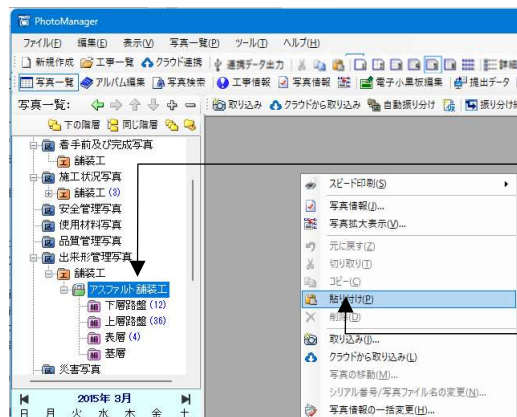 PhotoManager
ファイル(F) 編集(E) 表示(V) 写真一覧(P) ツール(T) ヘルプ(H)
新規作成 工事一覧 クラウド連携 連携データ出力 詳細
写真一覧 アルバム編集 写真検索 工事情報 写真情報 電子小黒板編集 提出データ
写真一覧: 取り込み クラウドから取り込み 自動振り分け 振り分け
下の階層 同じ階層
着手前及び完成写真
舗装工
施工状況写真
舗装工 (3)
安全管理写真
使用材料写真
品質管理写真
出来形管理写真
舗装工
アスファルト舗装工
下層路盤 (12)
上層路盤 (36)
表層 (4)
基層
災害写真
2015年 3月
日 月 火 水 木 金 土
スピード印刷(S)
写真情報(J)...
写真拡大表示(V)...
元に戻す(Z)
切り取り(T)
コピー(C)
貼り付け(P)
削除(D)
取り込み(I)...
クラウドから取り込み(L)
写真の移動(M)...
シリアル番号/写真ファイル名の変更(N)...
写真情報の一括変更(H)...